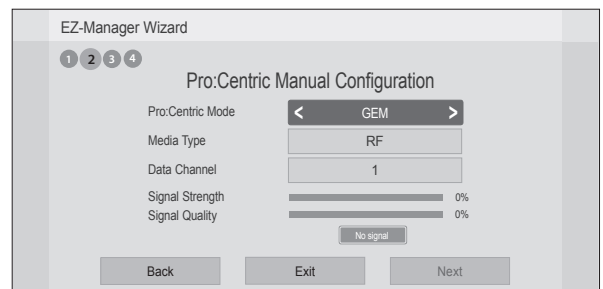 EZ-Manager Wizard
1 2 3 4
Pro:Centric Manual Configuration
Pro:Centric Mode < GEM >
Media Type RF
Data Channel 1
Signal Strength 0%
Signal Quality 0%
No signal
Back Exit Next